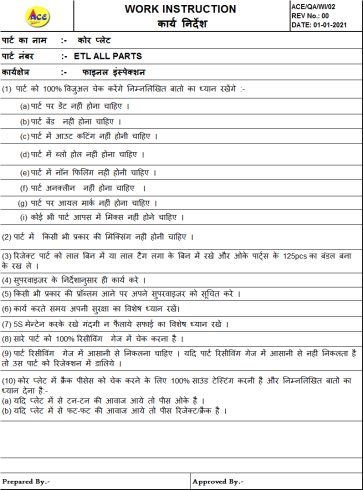 ACE
WORK INSTRUCTION
कार्य निर्देश
ACE/QA/WI/02
REV No.: 00
DATE: 01-01-2021
पार्ट का नाम :- कोर प्लेट
पार्ट नंबर :- ETL ALL PARTS
कार्यक्षेत्र :- फाइनल इंस्पेक्शन
(1) पार्ट को 100% विजुअल चेक करेंगे निम्नलिखित बातो का ध्यान रखेंगे :-
(a) पार्ट पर डेंट नही होना चाहिए ।
(b) पार्ट बेंड नही होना चाहिए ।
(c) पार्ट में आउट कटिंग नहीं होनी चाहिए ।
(d) पार्ट में ब्लो होल नहीं होना चाहिए ।
(e) पार्ट में नॉन फिलिंग नहीं होनी चाहिए ।
(f) पार्ट अनक्लीन नहीं होना चाहिए ।
(g) पार्ट पर आयल मार्क नहीं होना चाहिए ।
(i) कोई भी पार्ट आपस में मिक्स नहीं होने चाहिए ।
(2) पार्ट में किसी भी प्रकार की मिक्सिंग नहीं होनी चाहिए ।
(3) रिजेक्ट पार्ट को लाल बिन में या लाल टैग लगा के बिन में रखे और ओके पार्ट्स के 125pcs का बंडल बना
के रख ले ।
(4) सुपरवाइजर के निर्देशानुसार ही कार्य करे ।
(5) किसी भी प्रकार की प्रॉब्लम आने पर अपने सुपरवाइजर को सूचित करे ।
(6) कार्य करते समय अपनी सुरक्षा का विशेष ध्यान रखें।
(7) 5S मेन्टेन करके रखे गंदगी न फैलाये सफाई का विशेष ध्यान रखें ।
(8) सारे पार्ट को 100% रिसीविंग गेज में चेक करना है ।
(9) पार्ट रिसीविंग गेज में आसानी से निकलना चाहिए । यदि पार्ट रिसीविंग गेज में आसानी से नहीं निकलता है
तो उस पार्ट को रिजेक्शन में डालिये ।
(10) कोर प्लेट में क्रैक पीसेस को चेक करने के लिए 100% साउंड टेस्टिंग करनी है और निम्नलिखित बातो का
ध्यान देना है:-
(a) यदि प्लेट में से टन-टन की आवाज आये तो पीस ओके है ।
(b) यदि प्लेट में से फट-फट की आवाज आये तो पीस रिजेक्ट/क्रैक है ।
Prepared By.-
Approved By.-